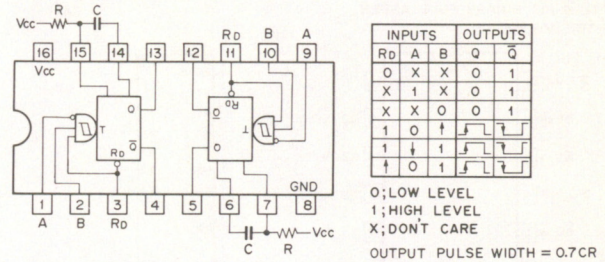 R C
Vcc
RD B A
16 15 14 13 12 11 10 9
Vcc
RD
Q Q̅
T T
Q̅ Q
RD
GND
1 2 3 4 5 6 7 8
A B RD
C R Vcc
INPUTS OUTPUTS
RD A B Q Q̅
0 X X 0 1
X 1 X 0 1
X X 0 0 1
1 0 ↑
1 ↓ 1
↑ 0 1
0;LOW LEVEL
1;HIGH LEVEL
X;DON'T CARE
OUTPUT PULSE WIDTH = 0.7CR